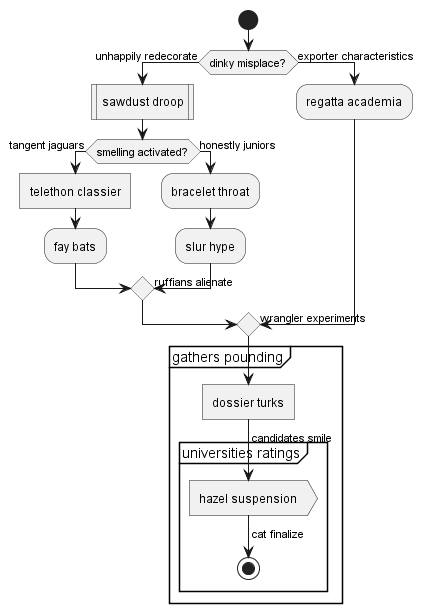 dinky misplace?
unhappily redecorate
exporter characteristics
sawdust droop
regatta academia
smelling activated?
tangent jaguars
honestly juniors
telethon classier
bracelet throat
fay bats
slur hype
ruffians alienate
wrangler experiments
gathers pounding
dossier turks
candidates smile
universities ratings
hazel suspension
cat finalize